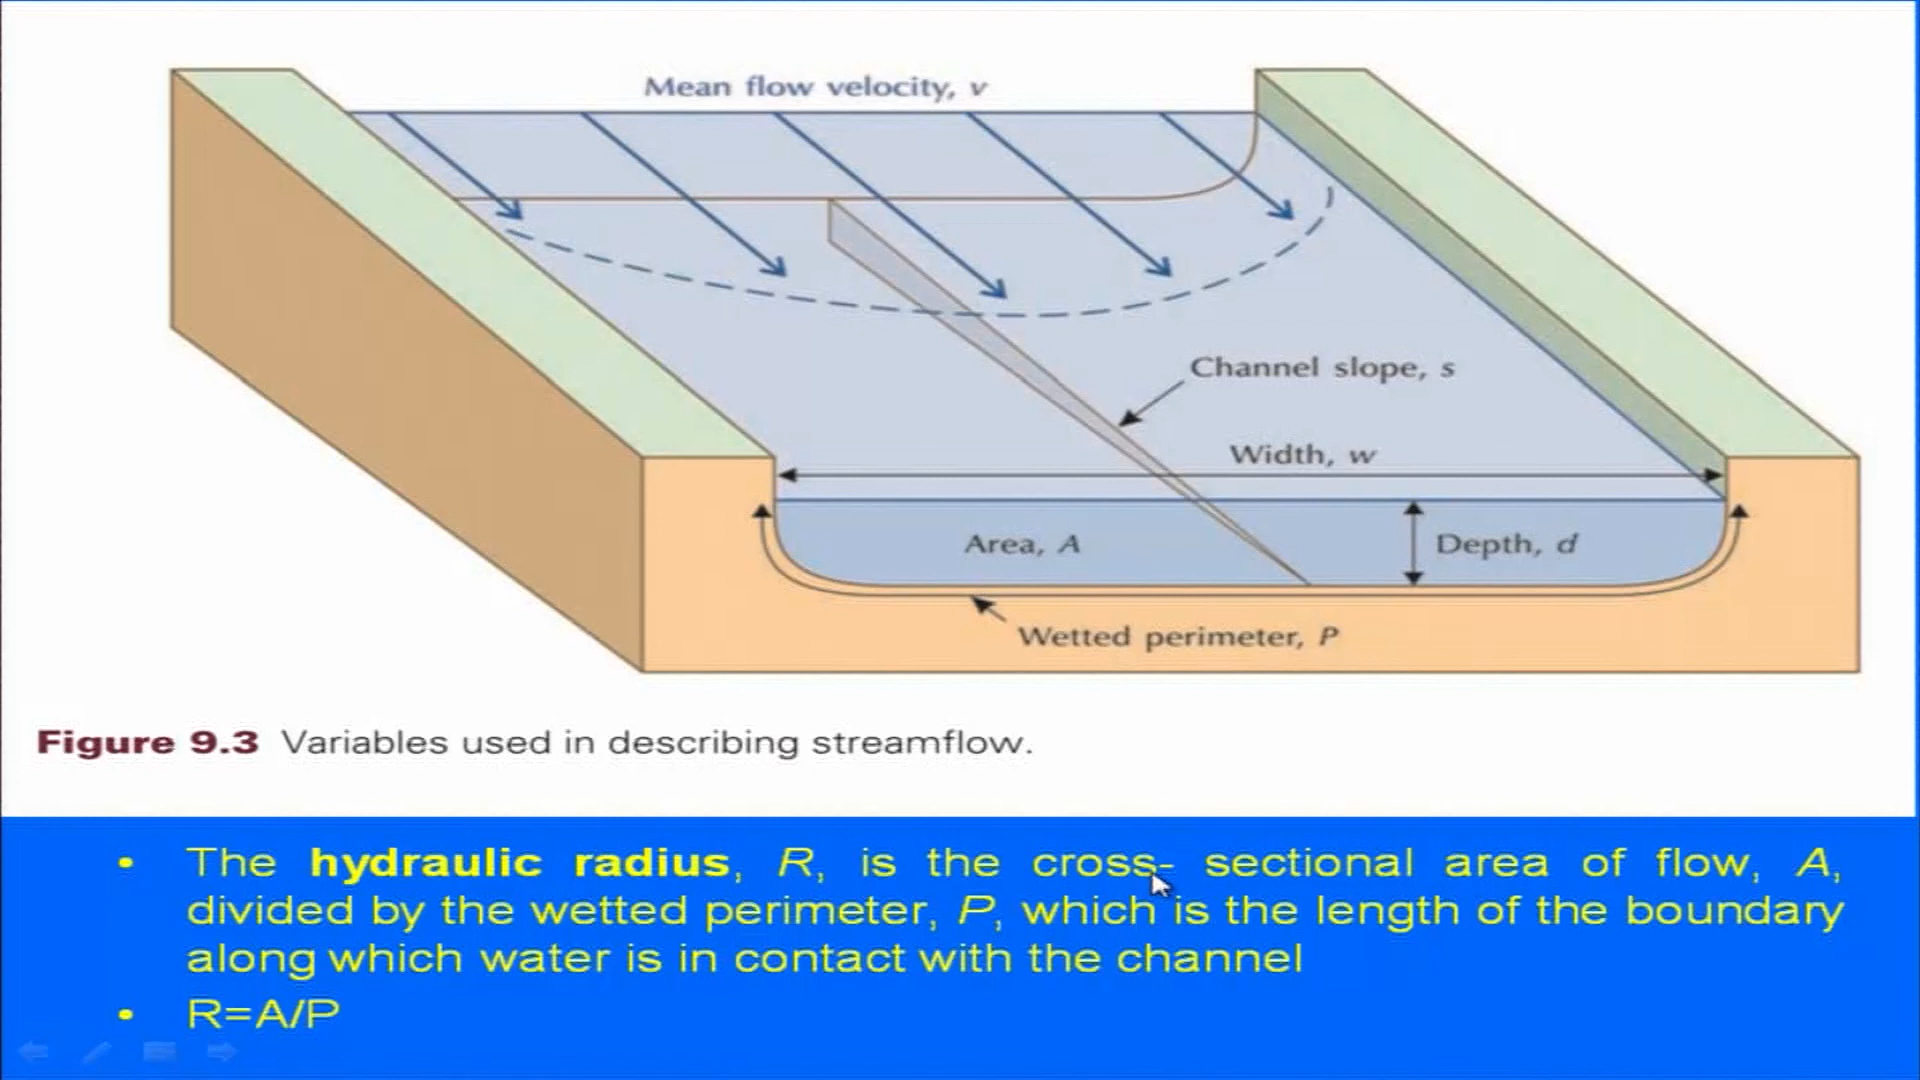 Mean flow velocity, v
Channel slope, s
Width, w
Area, A
Depth, d
Wetted perimeter, P
Figure 9.3 Variables used in describing streamflow.
• The hydraulic radius, R, is the cross- sectional area of flow, A,
divided by the wetted perimeter, P, which is the length of the boundary
along which water is in contact with the channel
• R=A/P